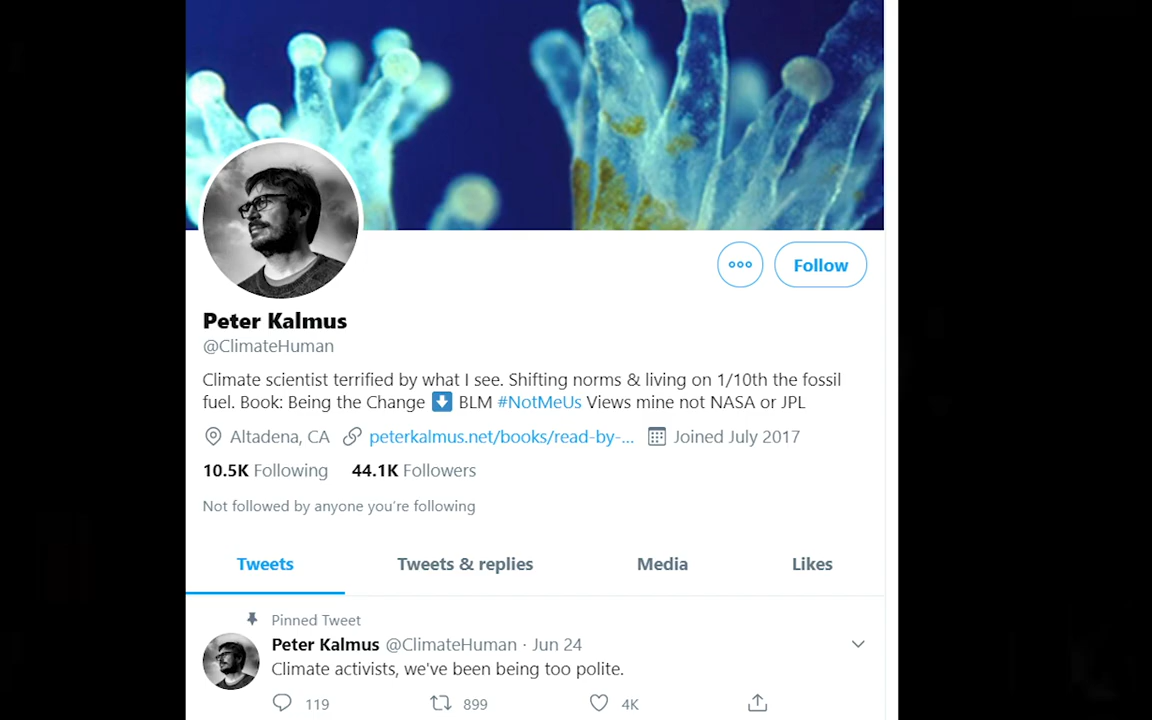 Follow
Peter Kalmus
@ClimateHuman
Climate scientist terrified by what I see. Shifting norms & living on 1/10th the fossil
fuel. Book: Being the Change ⬇ BLM #NotMeUs Views mine not NASA or JPL
Altadena, CA peterkalmus.net/books/read-by-... Joined July 2017
10.5K Following 44.1K Followers
Not followed by anyone you're following
Tweets Tweets & replies Media Likes
Pinned Tweet
Peter Kalmus @ClimateHuman · Jun 24
Climate activists, we've been being too polite.
119 899 4K